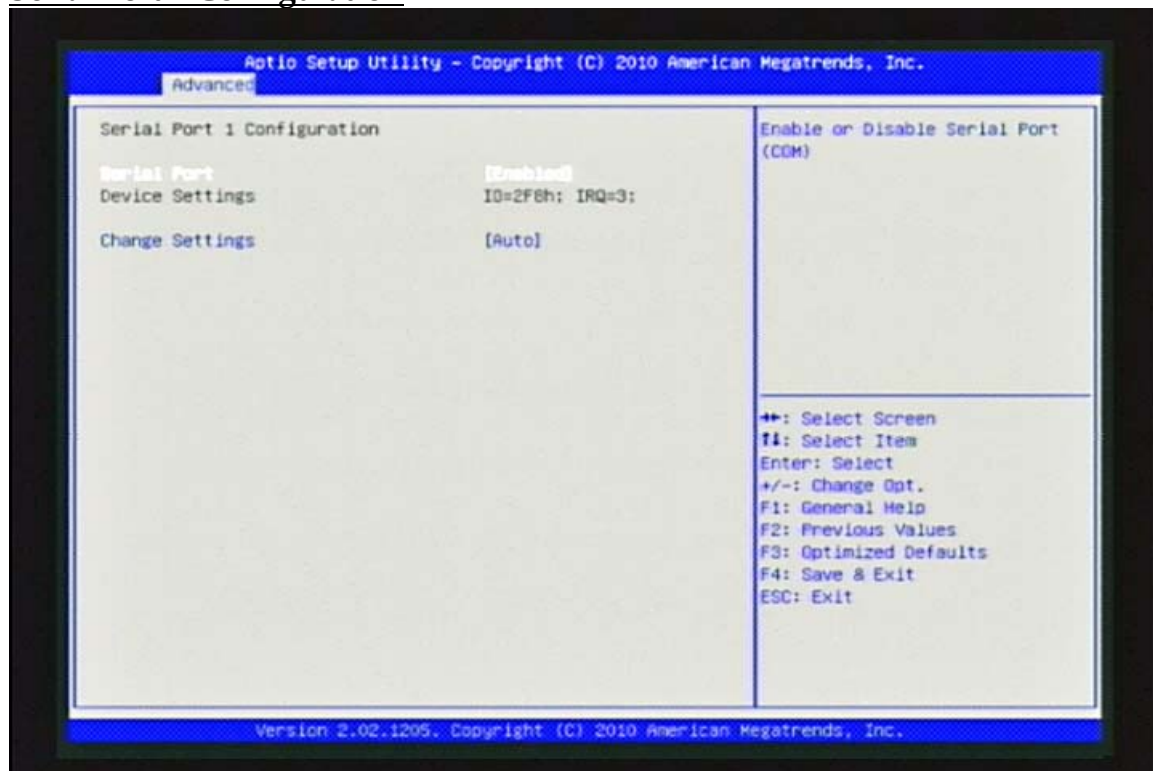 Aptio Setup Utility - Copyright (C) 2010 American Megatrends, Inc.
Advanced
Serial Port 1 Configuration
Serial Port [Enabled]
Device Settings IO=2F8h; IRQ=3;
Change Settings [Auto]
Enable or Disable Serial Port
(COM)
→←: Select Screen
↑↓: Select Item
Enter: Select
+/-: Change Opt.
F1: General Help
F2: Previous Values
F3: Optimized Defaults
F4: Save & Exit
ESC: Exit
Version 2.02.1205. Copyright (C) 2010 American Megatrends, Inc.